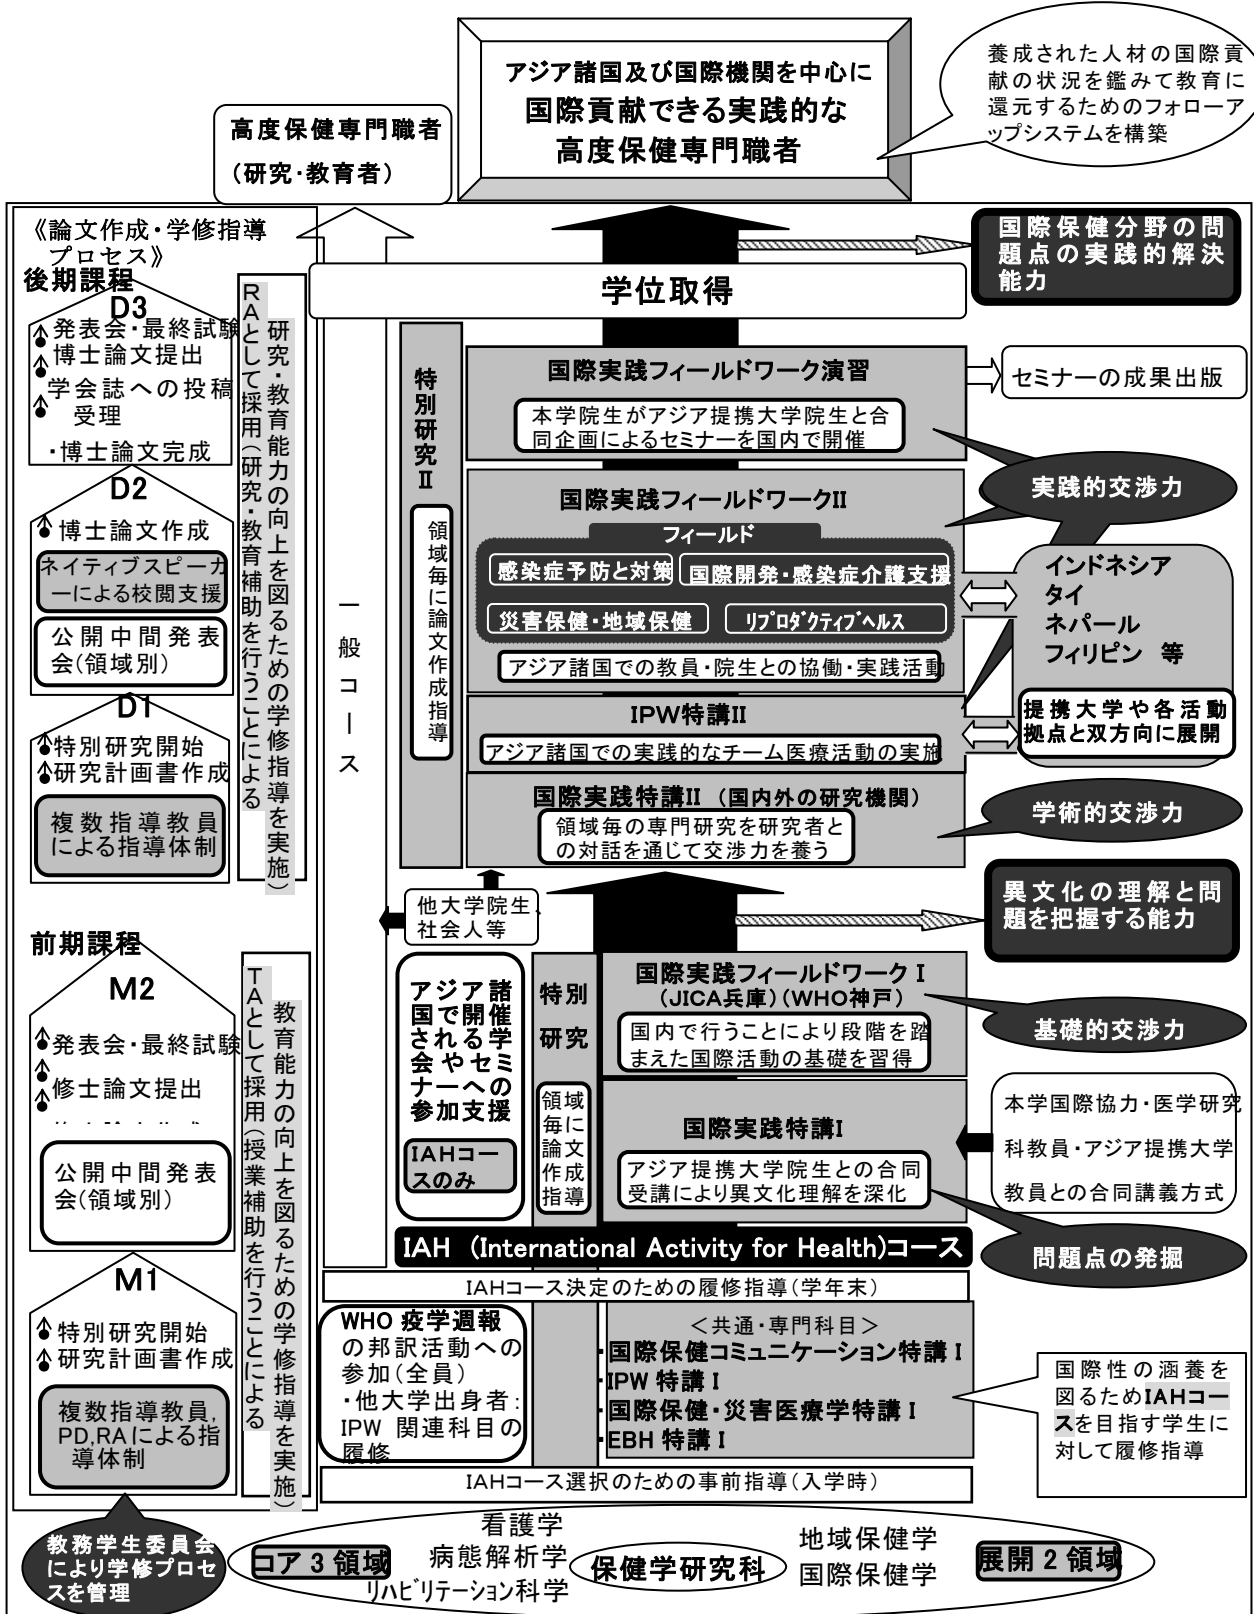 アジア諸国及び国際機関を中心に
国際貢献できる実践的な
高度保健専門職者
養成された人材の国際貢
献の状況を鑑みて教育に
還元するためのフォローア
ップシステムを構築
高度保健専門職者
(研究・教育者)
《論文作成・学修指導
プロセス》
後期課程
D3
発表会・最終試験
博士論文提出
学会誌への投稿
受理
・博士論文完成
D2
博士論文作成
ネイティブスピーカ
ーによる校閲支援
公開中間発表
会(領域別)
D1
特別研究開始
研究計画書作成
複数指導教員
による指導体制
研究・教育能力の向上を図るための学修指導を実施)
RAとして採用(研究・教育補助を行うことによる
前期課程
M2
発表会・最終試験
修士論文提出
公開中間発表
会(領域別)
M1
特別研究開始
研究計画書作成
複数指導教員,
PD,RAによる指
導体制
教育能力の向上を図るための学修指導を実施)
TAとして採用(授業補助を行うことによる
教務学生委員会
により学修プロセ
スを管理
一般コース
学位取得
国際保健分野の問
題点の実践的解決
能力
特別研究II
領域毎に論文作成指導
国際実践フィールドワーク演習
本学院生がアジア提携大学院生と合
同企画によるセミナーを国内で開催
セミナーの成果出版
実践的交渉力
国際実践フィールドワークII
フィールド
感染症予防と対策
国際開発・感染症介護支援
災害保健・地域保健
リプロダクティブヘルス
アジア諸国での教員・院生との協働・実践活動
インドネシア
タイ
ネパール
フィリピン 等
提携大学や各活動
拠点と双方向に展開
IPW特講II
アジア諸国での実践的なチーム医療活動の実施
国際実践特講II (国内外の研究機関)
領域毎の専門研究を研究者と
の対話を通じて交渉力を養う
学術的交渉力
他大学院生、
社会人等
異文化の理解と問
題を把握する能力
アジア諸
国で開催
される学
会やセミ
ナーへの
参加支援
IAHコー
スのみ
特別
研究
領域
毎に
論文
作成
指導
国際実践フィールドワーク I
(JICA兵庫)(WHO神戸)
国内で行うことにより段階を踏
まえた国際活動の基礎を習得
基礎的交渉力
国際実践特講I
アジア提携大学院生との合同
受講により異文化理解を深化
本学国際協力・医学研究
科教員・アジア提携大学
教員との合同講義方式
問題点の発掘
IAH (International Activity for Health)コース
IAHコース決定のための履修指導(学年末)
WHO 疫学週報
の邦訳活動への
参加(全員)
・他大学出身者:
IPW 関連科目の
履修
<共通・専門科目>
・国際保健コミュニケーション特講 I
・IPW 特講 I
・国際保健・災害医療学特講 I
・EBH 特講 I
国際性の涵養を
図るためIAHコー
スを目指す学生に
対して履修指導
IAHコース選択のための事前指導(入学時)
コア 3 領域
看護学
病態解析学
リハビリテーション科学
保健学研究科
地域保健学
国際保健学
展開 2 領域